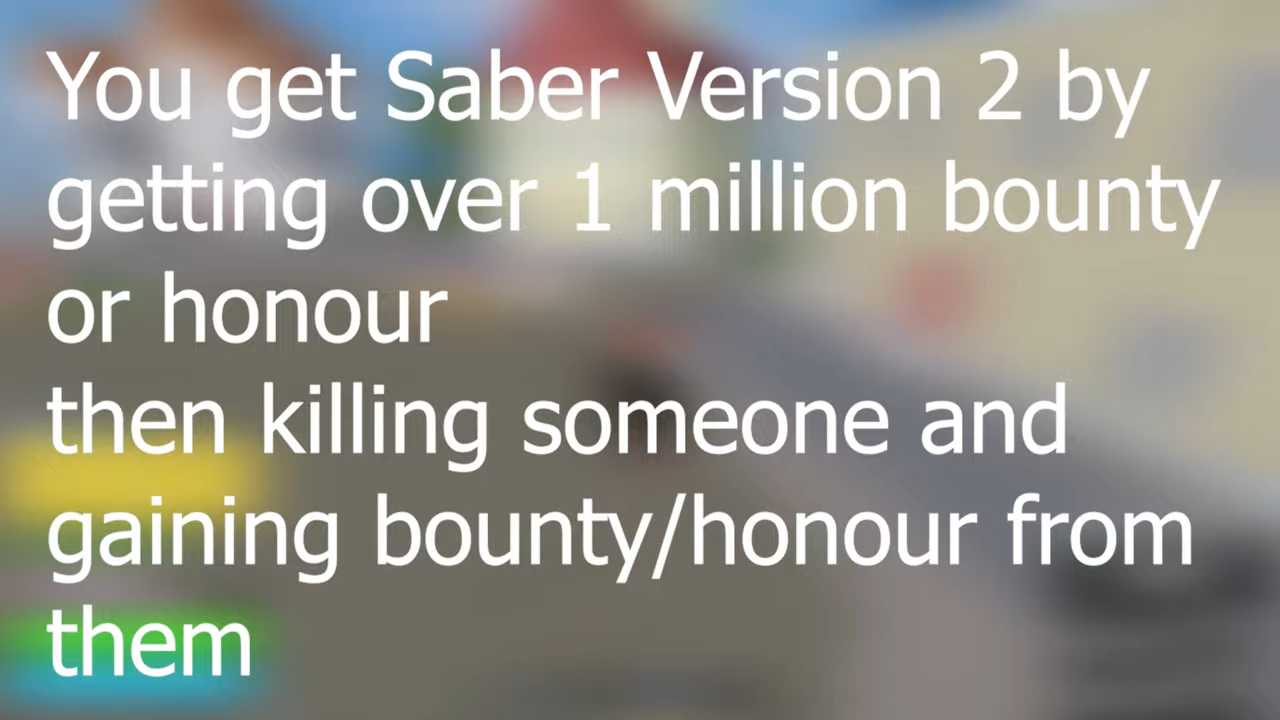 You get Saber Version 2 by
getting over 1 million bounty
or honour
then killing someone and
gaining bounty/honour from
them